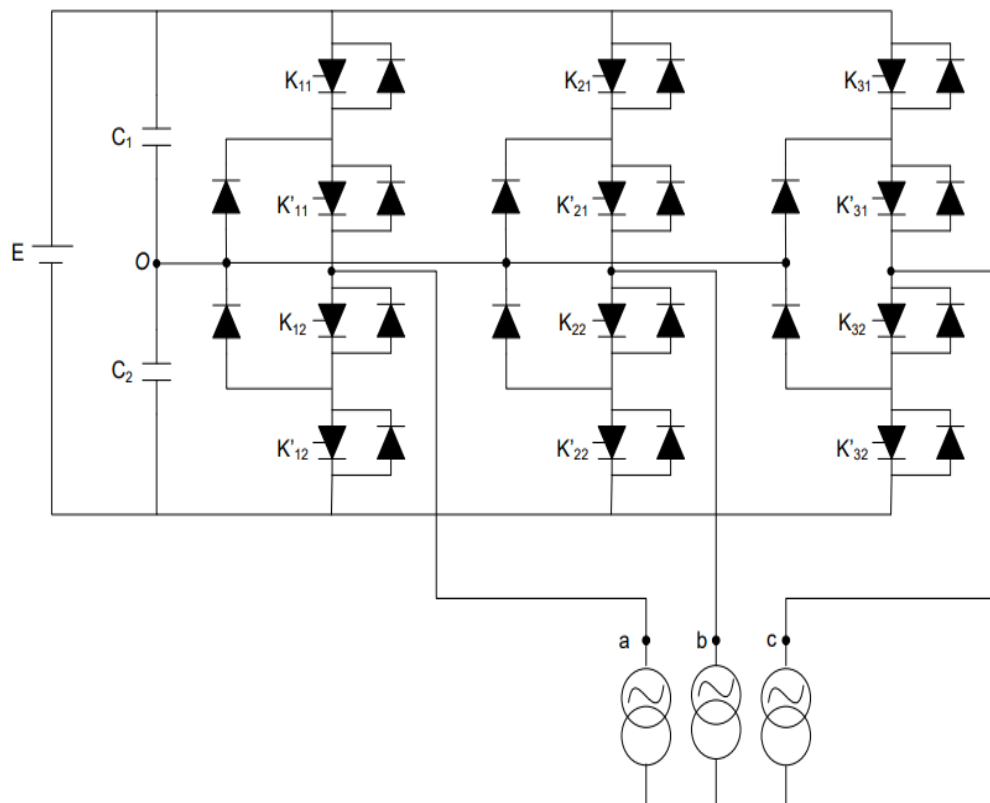 K₁₁
K₂₁
K₃₁
C₁
K'₁₁
K'₂₁
K'₃₁
E
O
K₁₂
K₂₂
K₃₂
C₂
K'₁₂
K'₂₂
K'₃₂
a
b
c